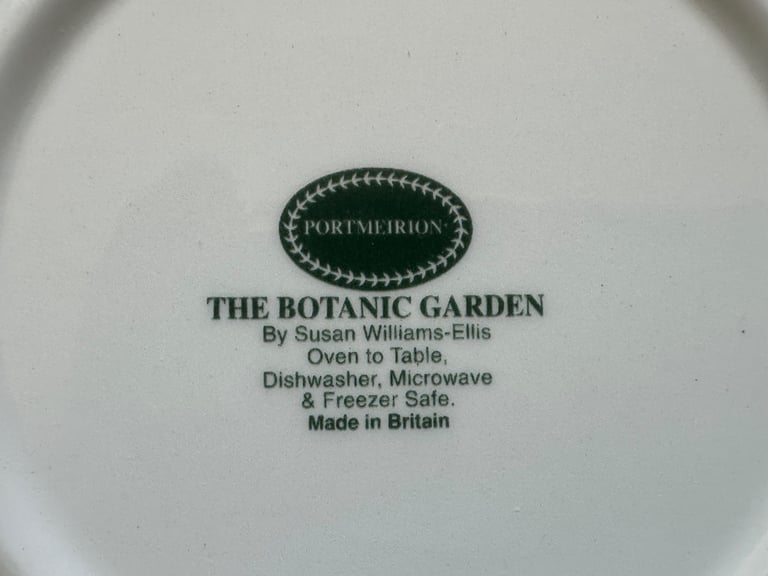 PORTMEIRION
THE BOTANIC GARDEN
By Susan Williams-Ellis
Oven to Table,
Dishwasher, Microwave
& Freezer Safe.
Made in Britain